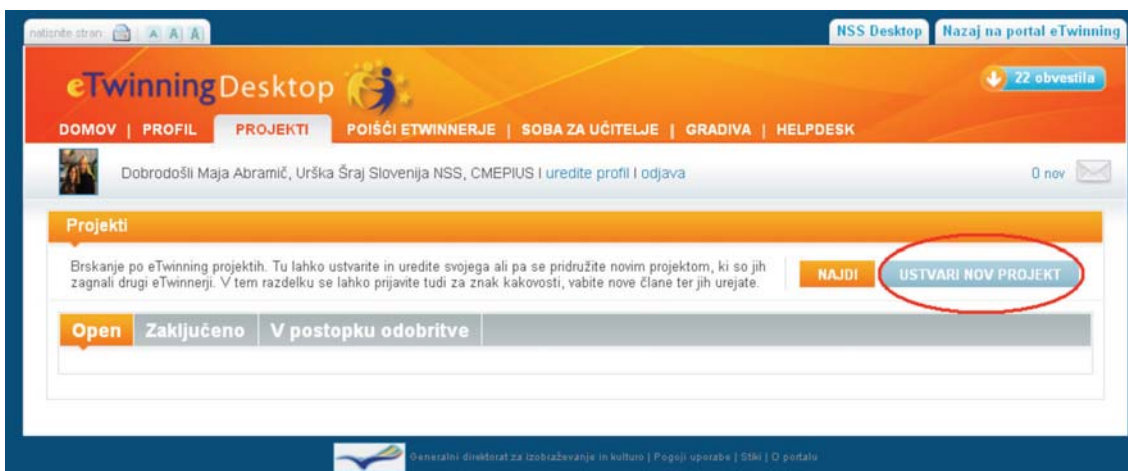 natisnite stran A A A NSS Desktop Nazaj na portal eTwinning
eTwinning Desktop 22 obvestila
DOMOV | PROFIL PROJEKTI POIŠČI ETWINNERJE | SOBA ZA UČITELJE | GRADIVA | HELPDESK
Dobrodošli Maja Abramič, Urška Šraj Slovenija NSS, CMEPIUS I uredite profil I odjava 0 nov
Projekti
Brskanje po eTwinning projektih. Tu lahko ustvarite in uredite svojega ali pa se pridružite novim projektom, ki so jih
zagnali drugi eTwinnerji. V tem razdelku se lahko prijavite tudi za znak kakovosti, vabite nove člane ter jih urejate.
NAJDI USTVARI NOV PROJEKT
Open Zaključeno V postopku odobritve
Generalni direktorat za izobraževanje in kulturo | Pogoji uporabe | Stiki | O portalu